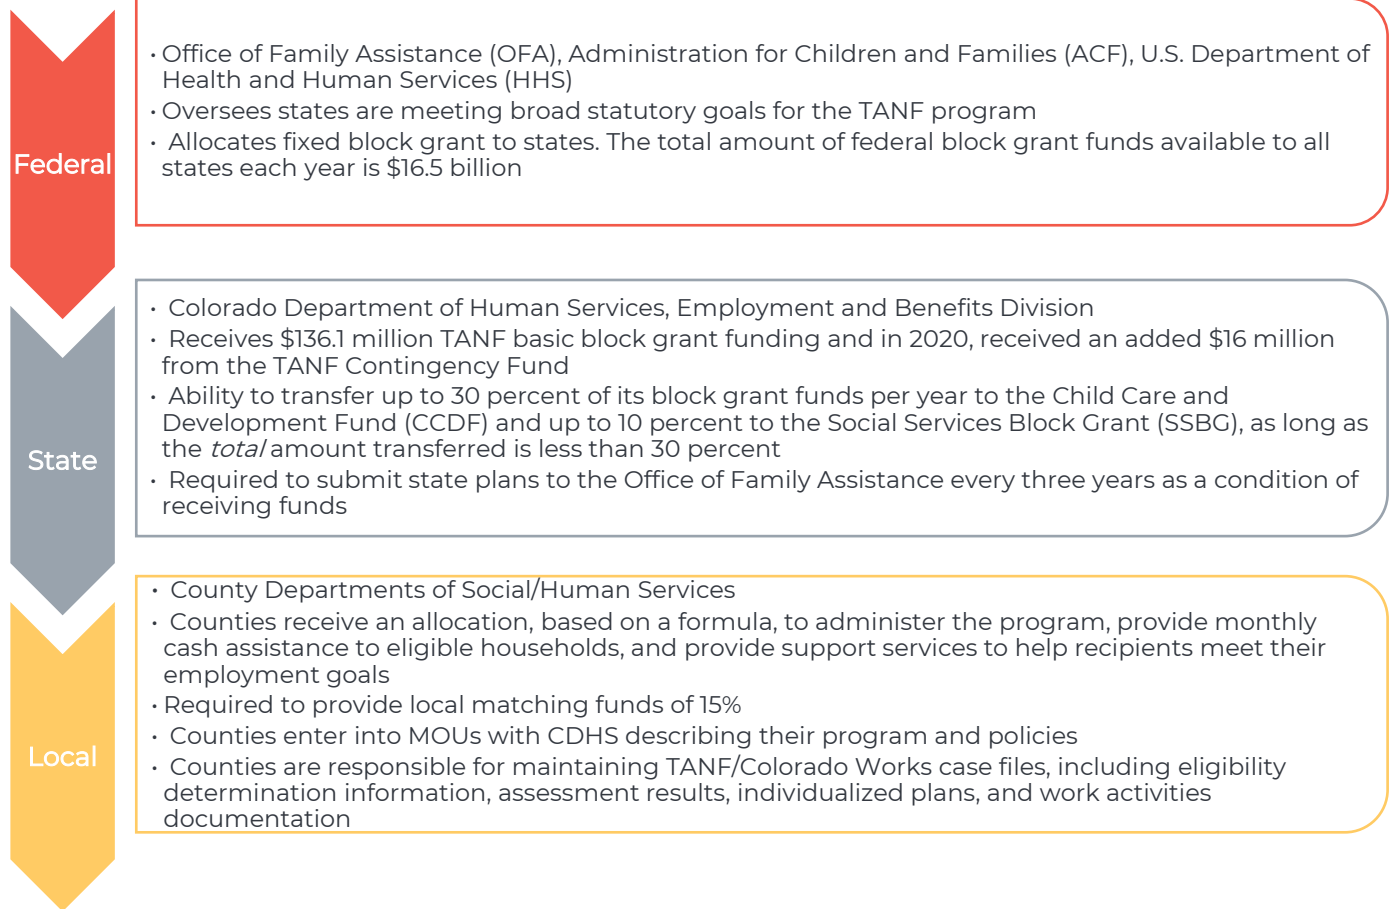 Federal
• Office of Family Assistance (OFA), Administration for Children and Families (ACF), U.S. Department of
Health and Human Services (HHS)
• Oversees states are meeting broad statutory goals for the TANF program
• Allocates fixed block grant to states. The total amount of federal block grant funds available to all
states each year is $16.5 billion
State
• Colorado Department of Human Services, Employment and Benefits Division
• Receives $136.1 million TANF basic block grant funding and in 2020, received an added $16 million
from the TANF Contingency Fund
• Ability to transfer up to 30 percent of its block grant funds per year to the Child Care and
Development Fund (CCDF) and up to 10 percent to the Social Services Block Grant (SSBG), as long as
the total amount transferred is less than 30 percent
• Required to submit state plans to the Office of Family Assistance every three years as a condition of
receiving funds
Local
• County Departments of Social/Human Services
• Counties receive an allocation, based on a formula, to administer the program, provide monthly
cash assistance to eligible households, and provide support services to help recipients meet their
employment goals
• Required to provide local matching funds of 15%
• Counties enter into MOUs with CDHS describing their program and policies
• Counties are responsible for maintaining TANF/Colorado Works case files, including eligibility
determination information, assessment results, individualized plans, and work activities
documentation